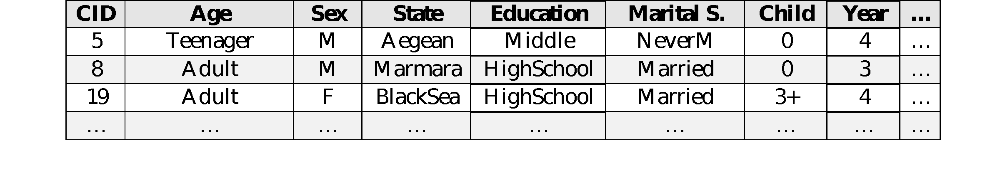 CID Age Sex State Education Marital S. Child Year ...
5 Teenager M Aegean Middle NeverM 0 4 ...
8 Adult M Marmara HighSchool Married 0 3 ...
19 Adult F BlackSea HighSchool Married 3+ 4 ...
... ... ... ... ... ... ... ... ...